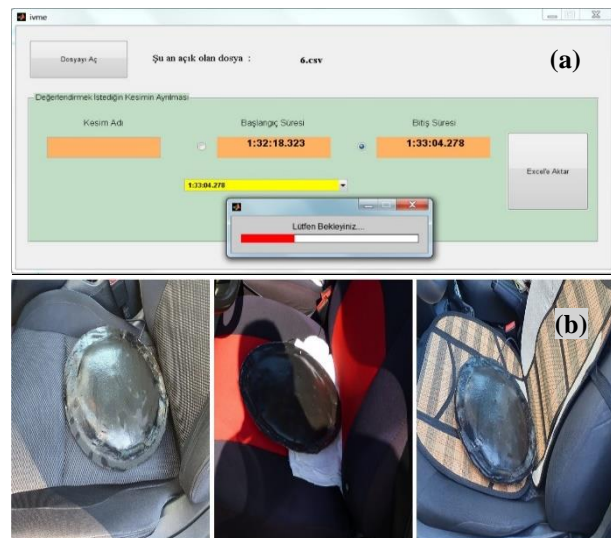 ivme
Dosyayı Aç
Şu an açık olan dosya :
6.csv
(a)
Değerlendirmek İstediğin Kesimin Ayrılması
Kesim Adı
Başlangıç Süresi
Bitiş Süresi
1:32:18.323
1:33:04.278
Excel'e Aktar
1:33:04.278
Lütfen Bekleyiniz...
(b)